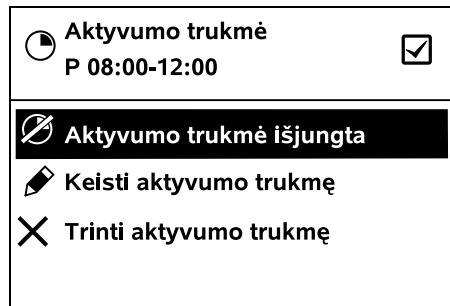 Aktyvumo trukmė
P 08:00-12:00
Aktyvumo trukmė išjungta
Keisti aktyvumo trukmę
Trinti aktyvumo trukmę